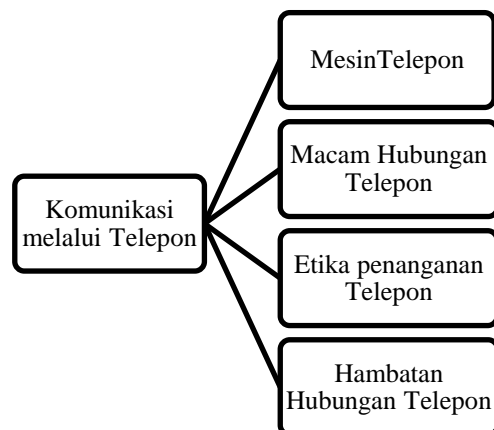 Komunikasi
melalui Telepon
MesinTelepon
Macam Hubungan
Telepon
Etika penanganan
Telepon
Hambatan
Hubungan Telepon